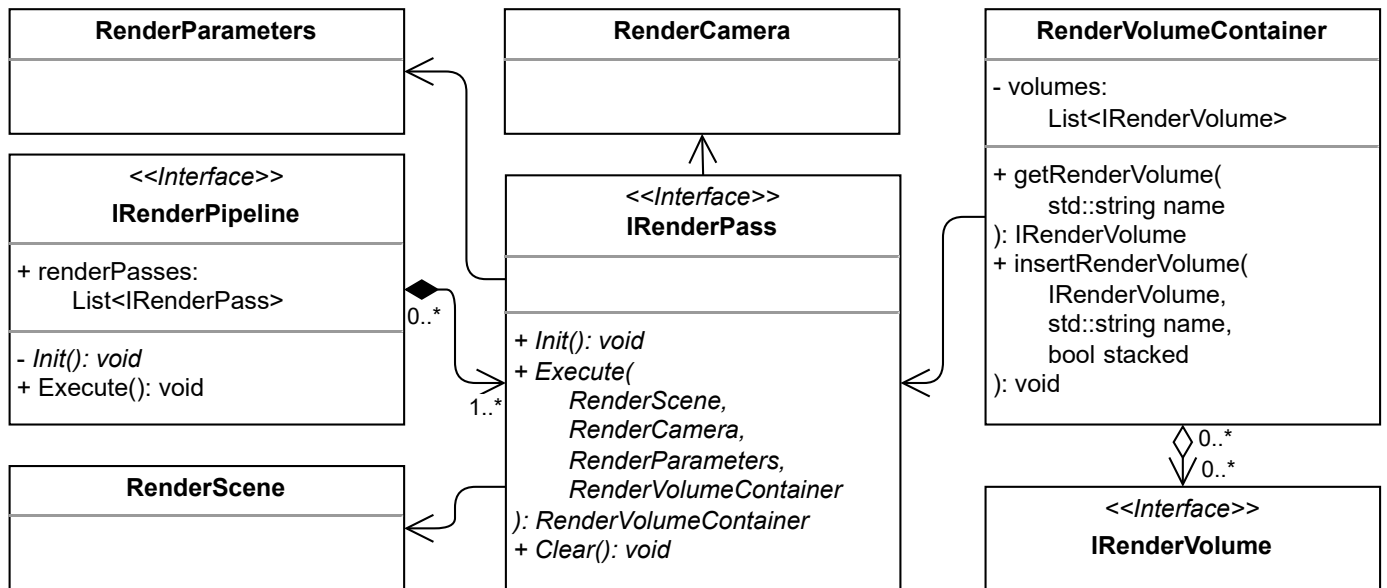 RenderParameters
<<Interface>>
IRenderPipeline
+ renderPasses:
List<IRenderPass>
- Init(): void
+ Execute(): void
0..*
1..*
RenderScene
RenderCamera
<<Interface>>
IRenderPass
+ Init(): void
+ Execute(
RenderScene,
RenderCamera,
RenderParameters,
RenderVolumeContainer
): RenderVolumeContainer
+ Clear(): void
RenderVolumeContainer
- volumes:
List<IRenderVolume>
+ getRenderVolume(
std::string name
): IRenderVolume
+ insertRenderVolume(
IRenderVolume,
std::string name,
bool stacked
): void
0..*
0..*
<<Interface>>
IRenderVolume